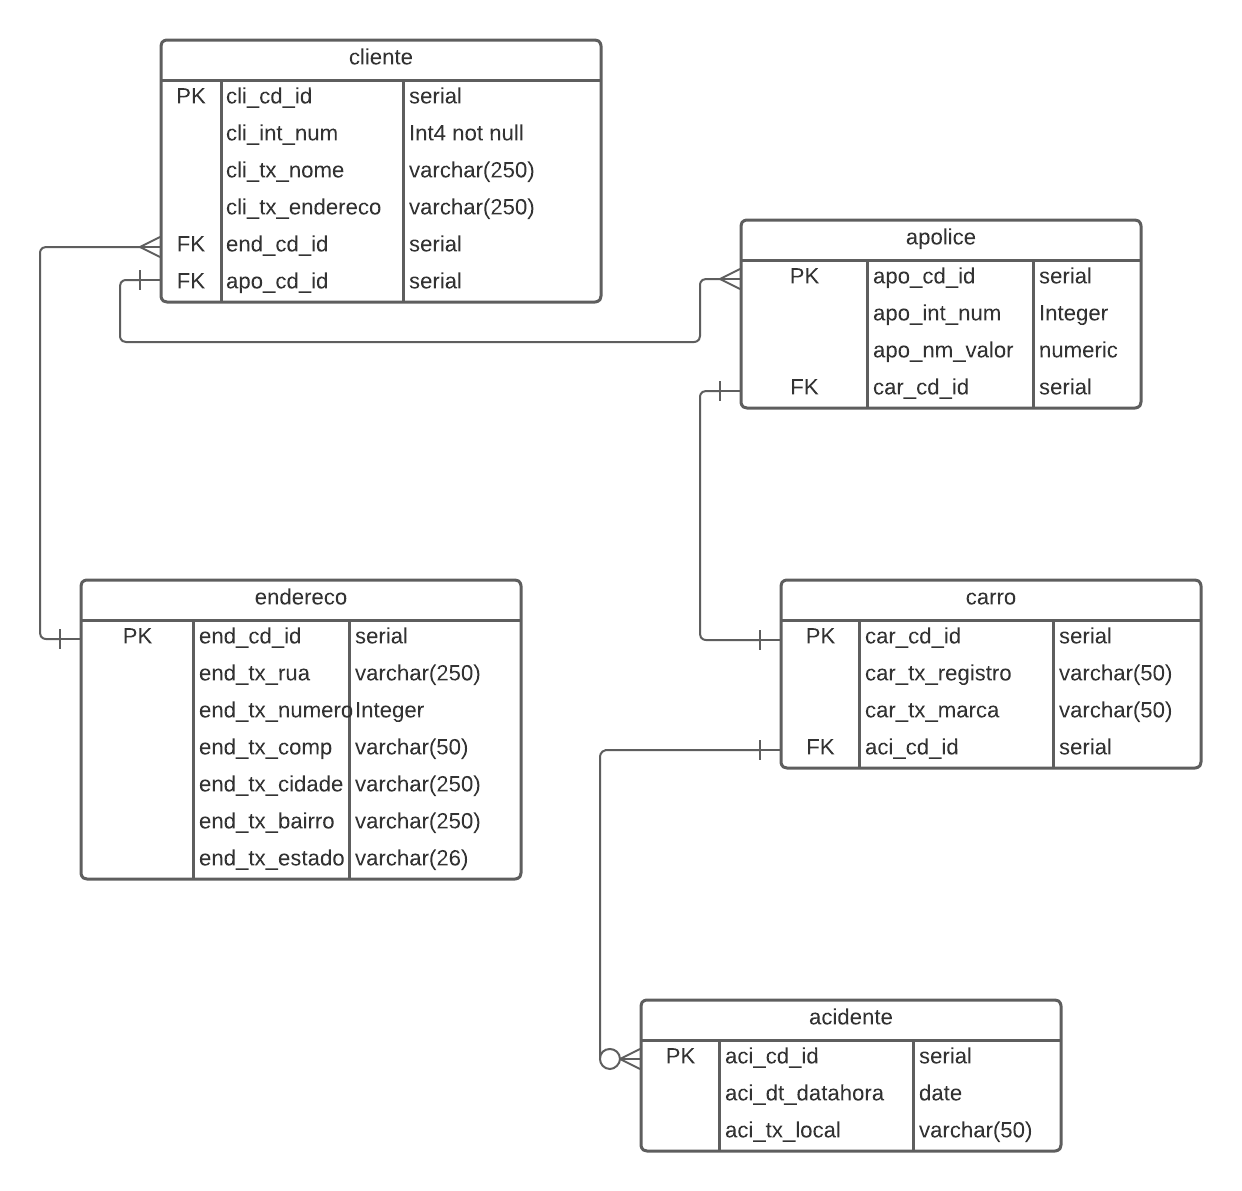 cliente
PK cli_cd_id serial
cli_int_num Int4 not null
cli_tx_nome varchar(250)
cli_tx_endereco varchar(250)
FK end_cd_id serial
FK apo_cd_id serial
apolice
PK apo_cd_id serial
apo_int_num Integer
apo_nm_valor numeric
FK car_cd_id serial
endereco
PK end_cd_id serial
end_tx_rua varchar(250)
end_tx_numero Integer
end_tx_comp varchar(50)
end_tx_cidade varchar(250)
end_tx_bairro varchar(250)
end_tx_estado varchar(26)
carro
PK car_cd_id serial
car_tx_registro varchar(50)
car_tx_marca varchar(50)
FK aci_cd_id serial
acidente
PK aci_cd_id serial
aci_dt_datahora date
aci_tx_local varchar(50)